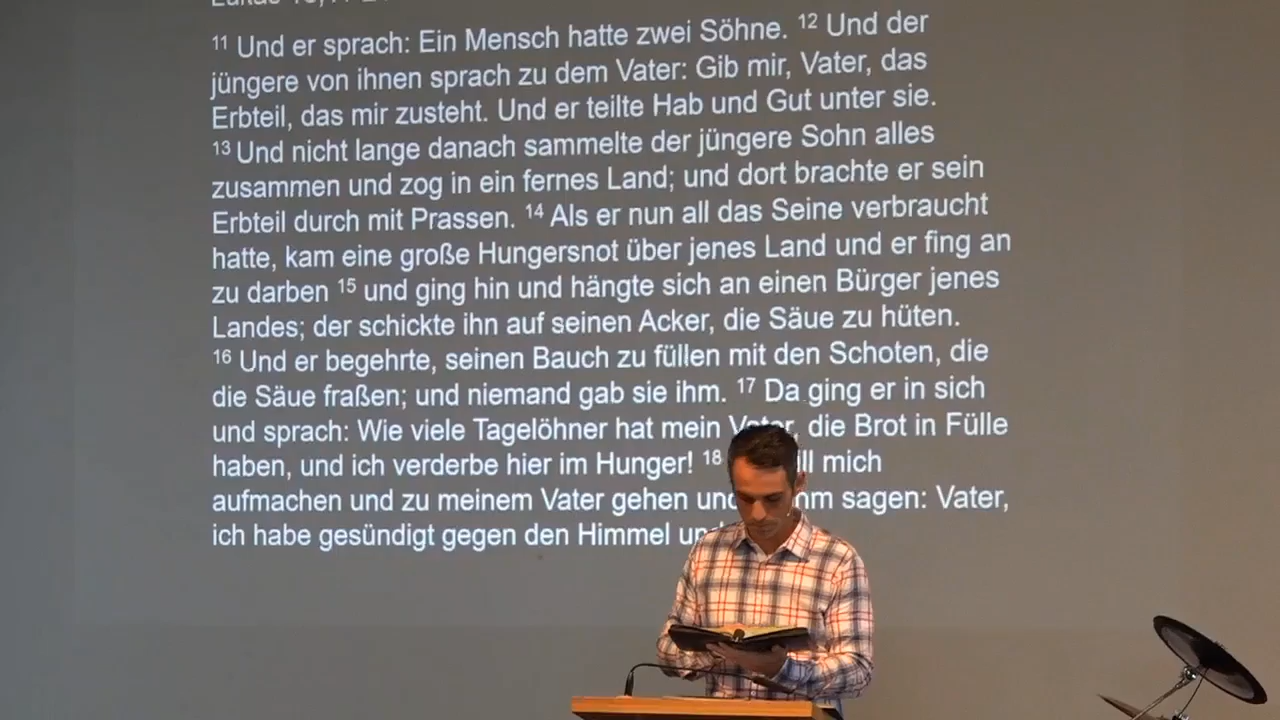 ¹¹ Und er sprach: Ein Mensch hatte zwei Söhne. ¹² Und der
jüngere von ihnen sprach zu dem Vater: Gib mir, Vater, das
Erbteil, das mir zusteht. Und er teilte Hab und Gut unter sie.
¹³ Und nicht lange danach sammelte der jüngere Sohn alles
zusammen und zog in ein fernes Land; und dort brachte er sein
Erbteil durch mit Prassen. ¹⁴ Als er nun all das Seine verbraucht
hatte, kam eine große Hungersnot über jenes Land und er fing an
zu darben ¹⁵ und ging hin und hängte sich an einen Bürger jenes
Landes; der schickte ihn auf seinen Acker, die Säue zu hüten.
¹⁶ Und er begehrte, seinen Bauch zu füllen mit den Schoten, die
die Säue fraßen; und niemand gab sie ihm. ¹⁷ Da ging er in sich
und sprach: Wie viele Tagelöhner hat mein Vater, die Brot in Fülle
haben, und ich verderbe hier im Hunger! ¹⁸ mich
aufmachen und zu meinem Vater gehen und sagen: Vater,
ich habe gesündigt gegen den Himmel